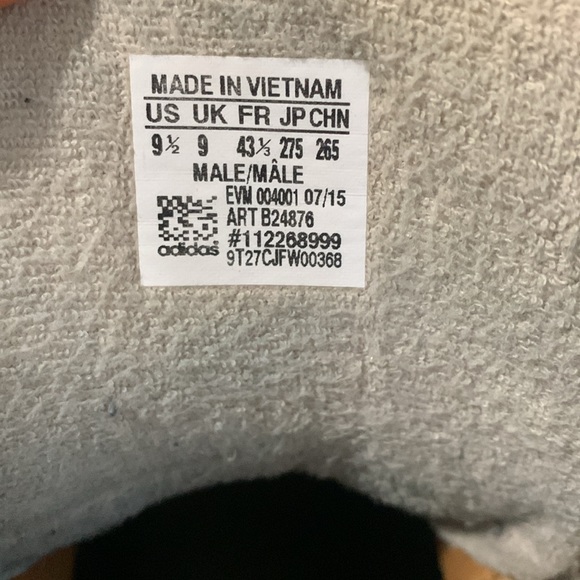 MADE IN VIETNAM
US UK FR JP CHN
9½ 9 43⅓ 275 265
MALE/MÂLE
EVM 004001 07/15
ART B24876
#112268999
adidas 9T27CJFW00368